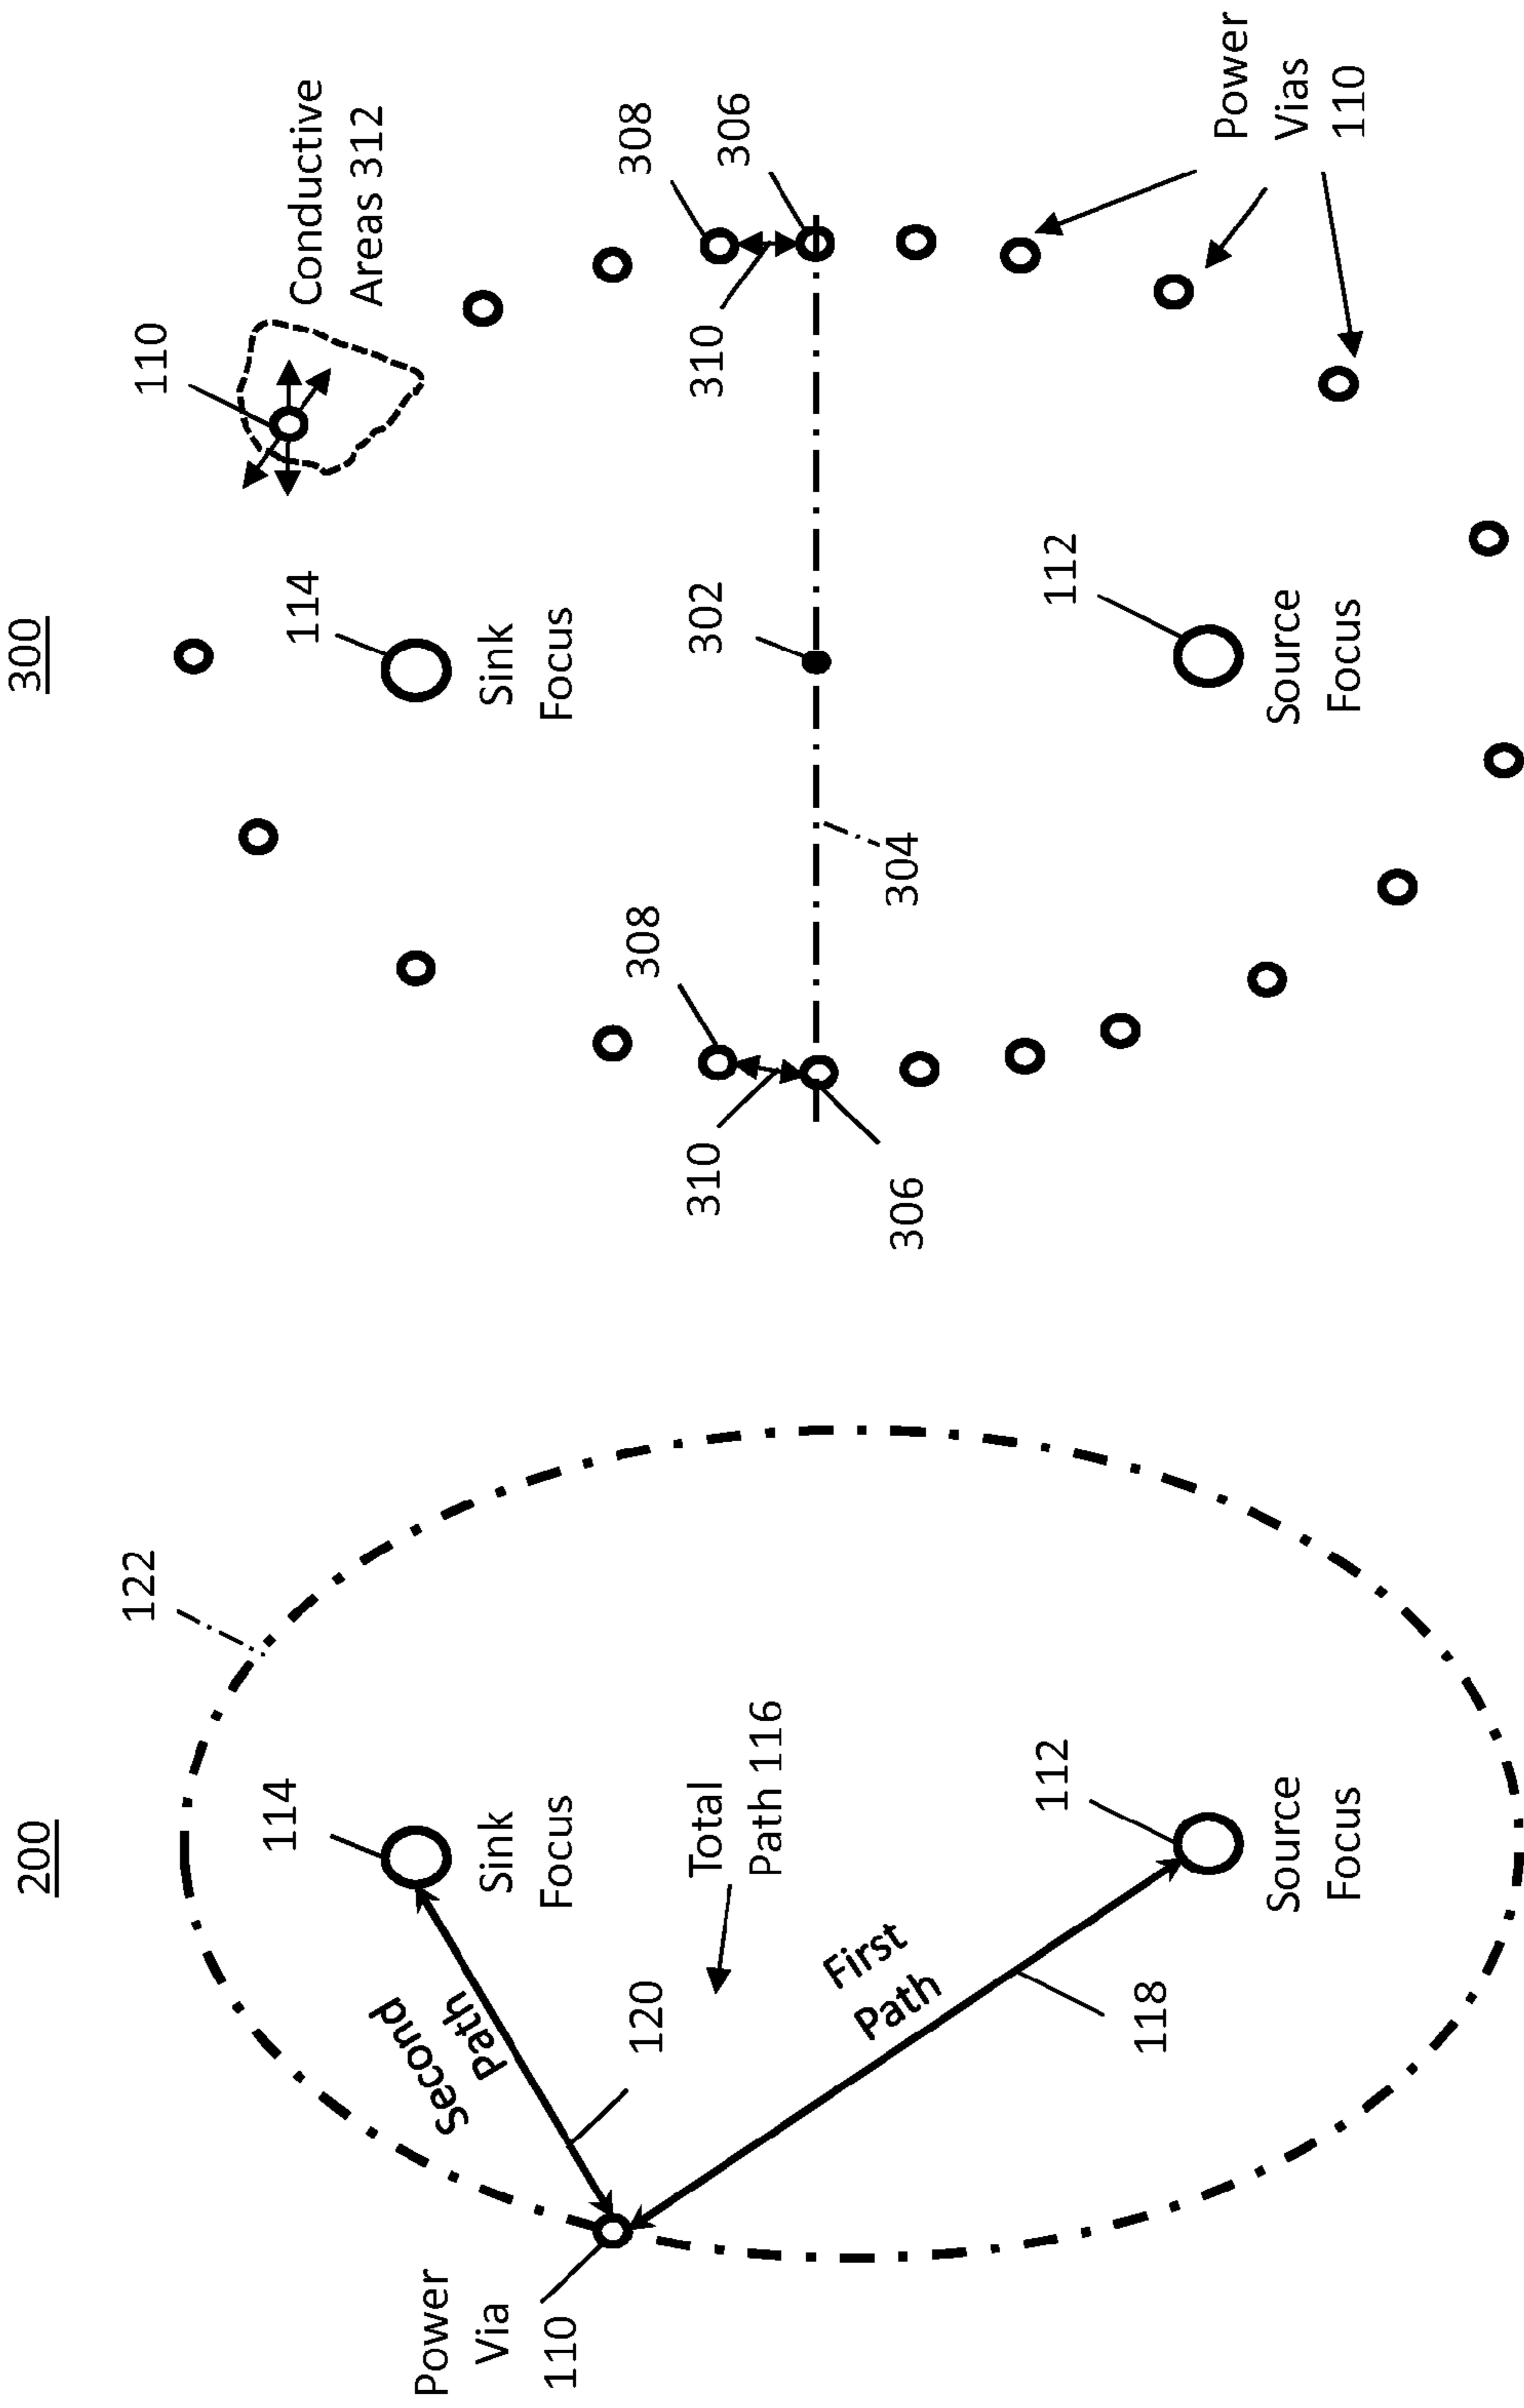 200
122
114
Sink
Focus
Second
Path
120
Total
Path 116
First
Path
118
112
Source
Focus
Power
Via
110
300
110
Conductive
Areas 312
114
Sink
Focus
308
310
306
302
304
308
310
306
112
Source
Focus
Power
Vias
110